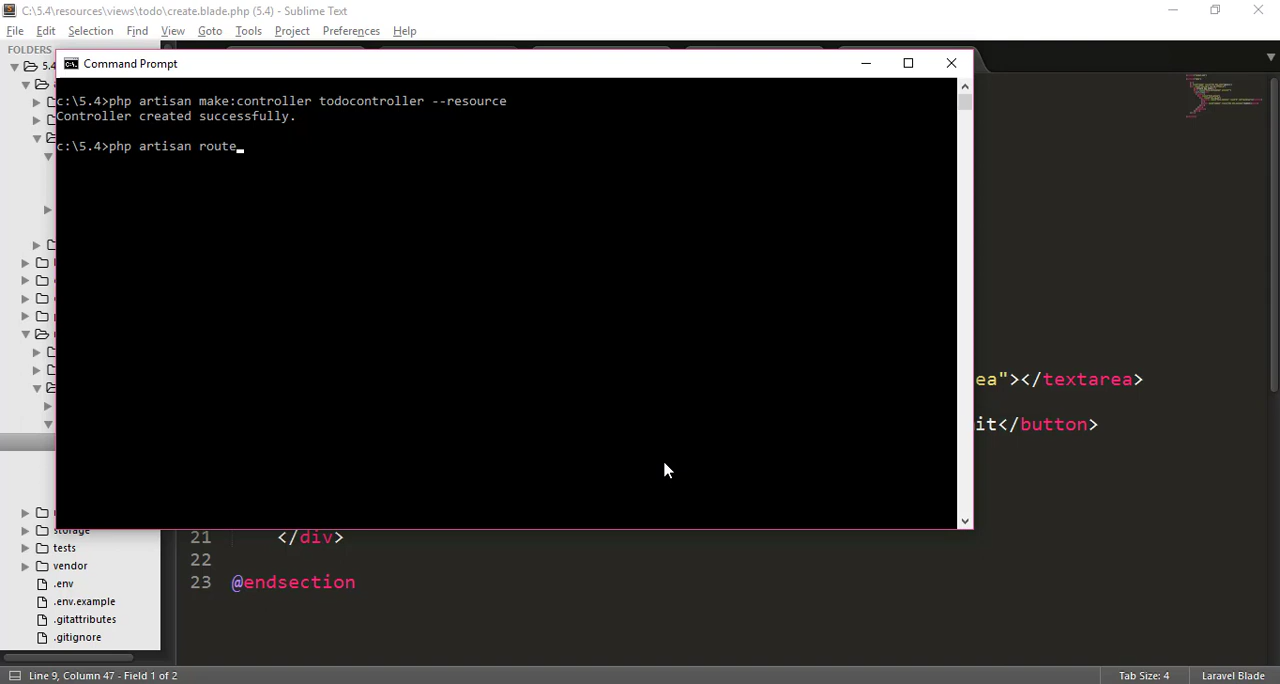 C:\5.4\resources\views\todo\create.blade.php (5.4) - Sublime Text
File Edit Selection Find View Goto Tools Project Preferences Help
FOLDERS
5.4
Command Prompt
c:\5.4>php artisan make:controller todocontroller --resource
Controller created successfully.
c:\5.4>php artisan route
ea"></textarea>
it</button>
21 </div>
22
23 @endsection
storage
tests
vendor
.env
.env.example
.gitattributes
.gitignore
Line 9, Column 47 - Field 1 of 2
Tab Size: 4
Laravel Blade